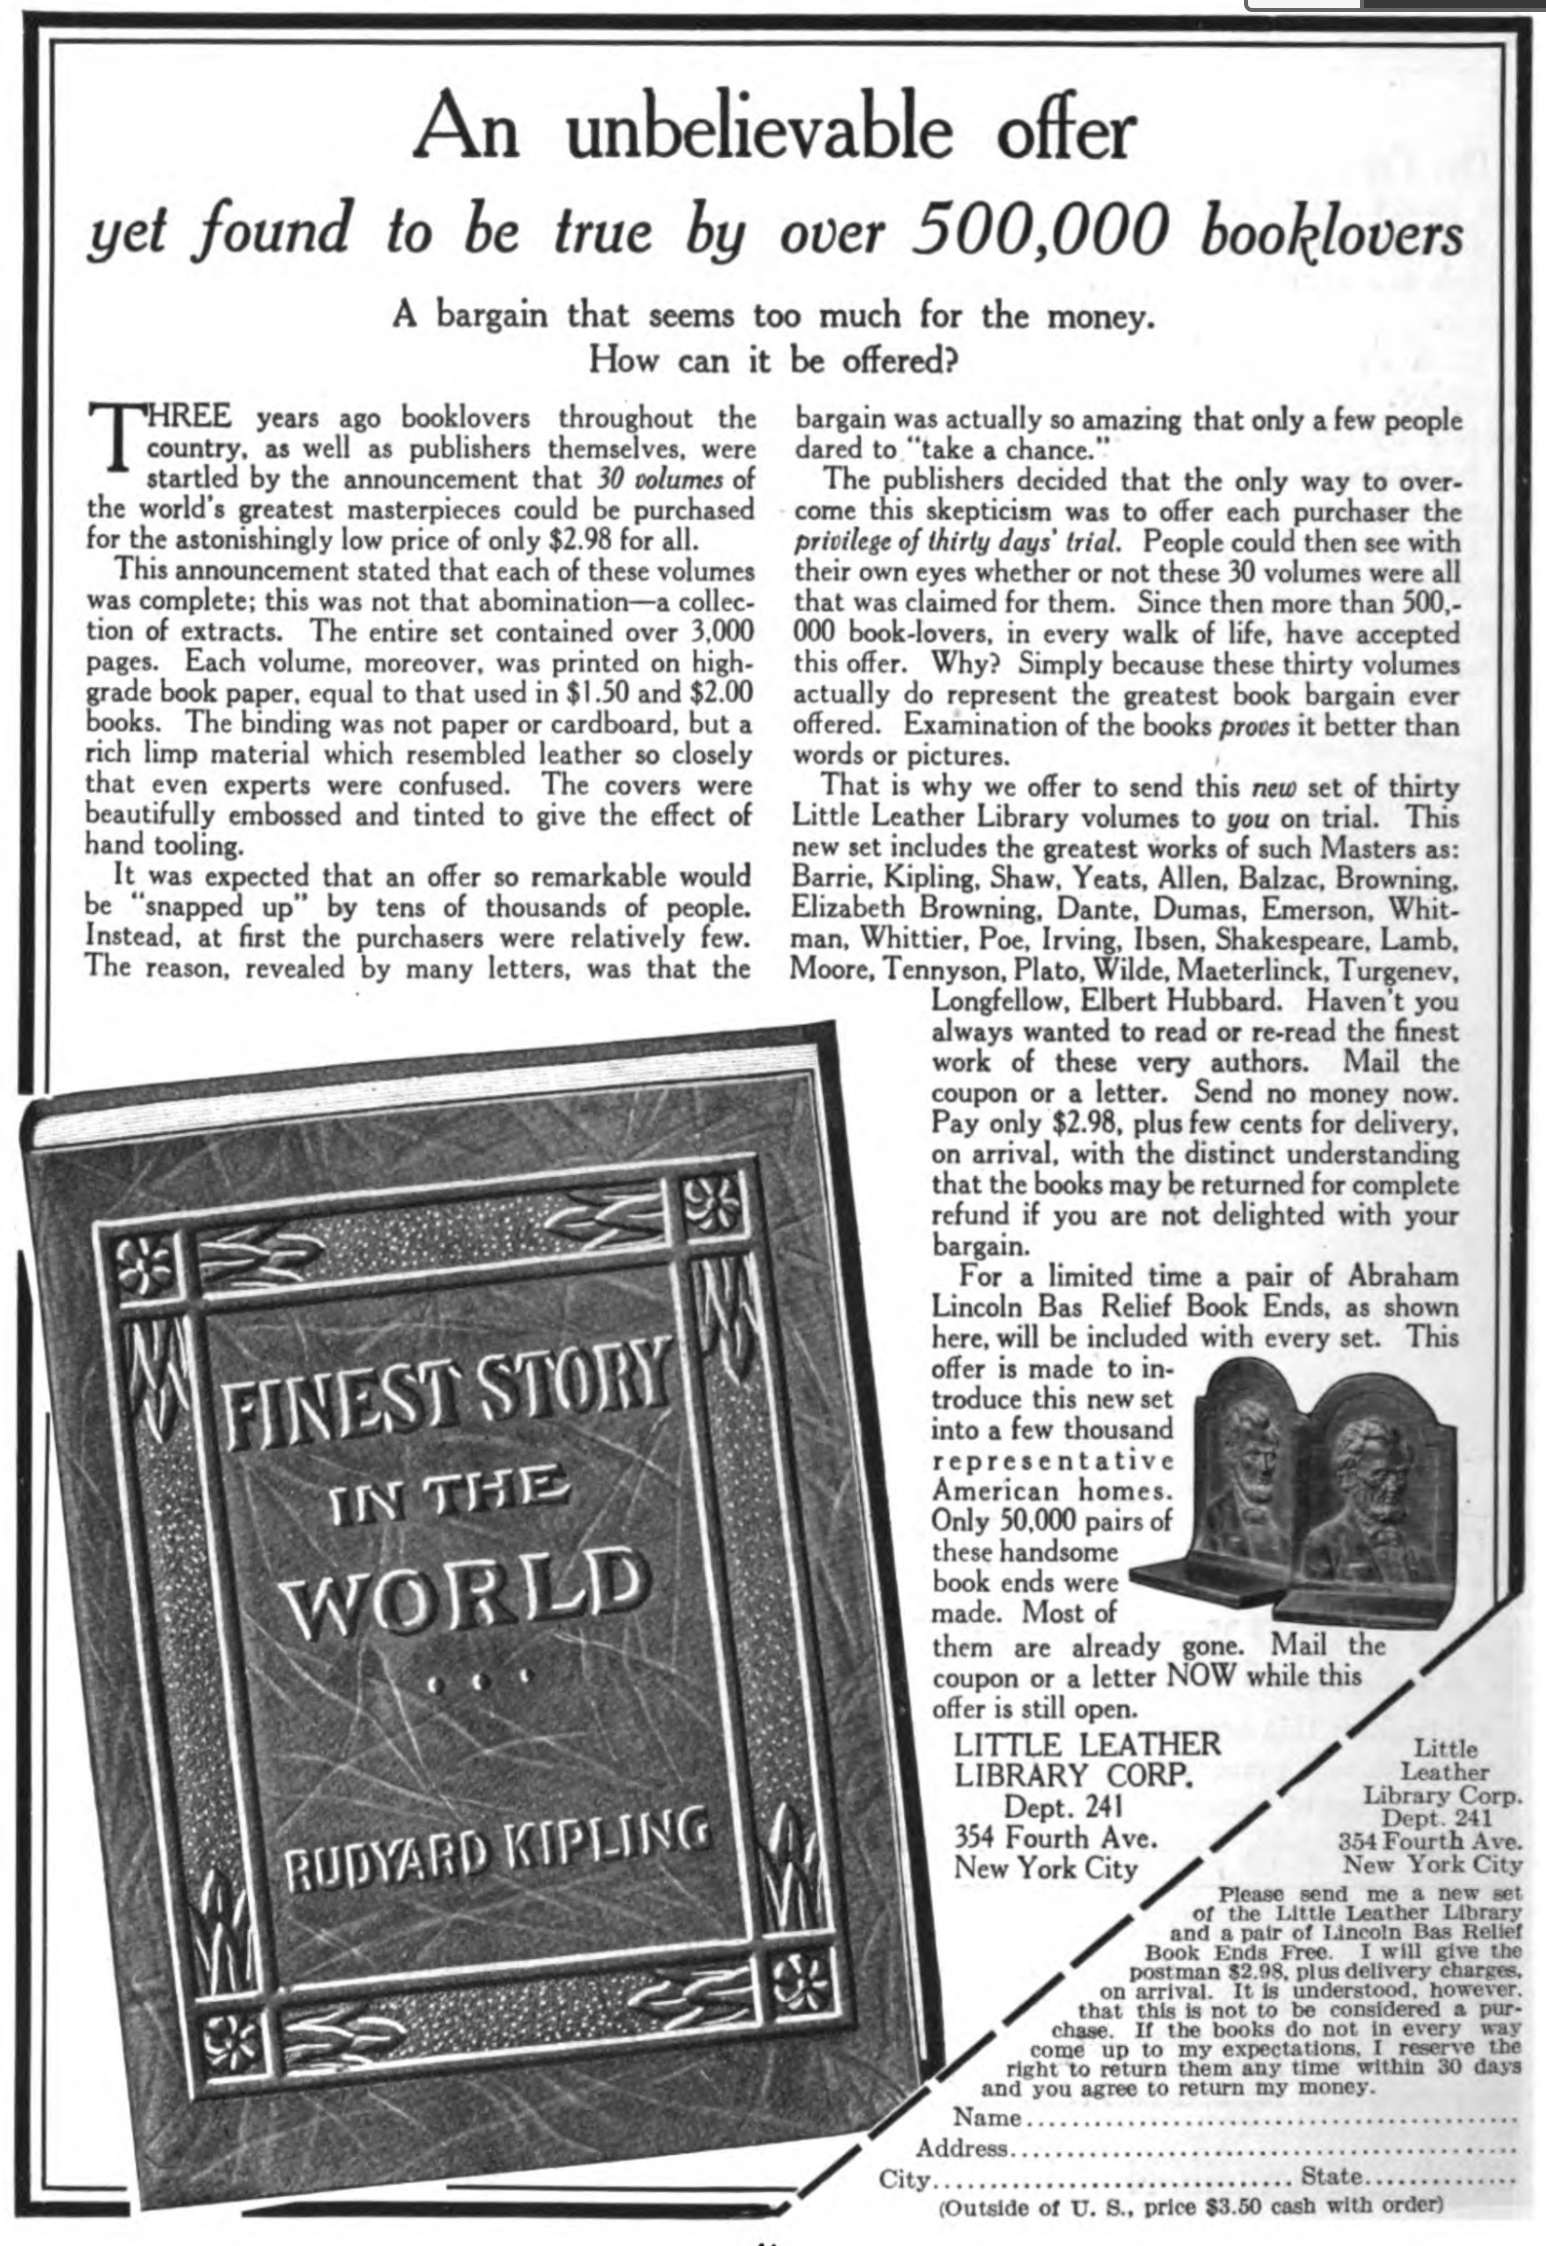 An unbelievable offer
yet found to be true by over 500,000 booklovers
A bargain that seems too much for the money.
How can it be offered?
THREE years ago booklovers throughout the
country, as well as publishers themselves, were
startled by the announcement that 30 volumes of
the world's greatest masterpieces could be purchased
for the astonishingly low price of only $2.98 for all.
This announcement stated that each of these volumes
was complete; this was not that abomination—a collec-
tion of extracts. The entire set contained over 3,000
pages. Each volume, moreover, was printed on high-
grade book paper, equal to that used in $1.50 and $2.00
books. The binding was not paper or cardboard, but a
rich limp material which resembled leather so closely
that even experts were confused. The covers were
beautifully embossed and tinted to give the effect of
hand tooling.
It was expected that an offer so remarkable would
be "snapped up" by tens of thousands of people.
Instead, at first the purchasers were relatively few.
The reason, revealed by many letters, was that the
bargain was actually so amazing that only a few people
dared to "take a chance."
The publishers decided that the only way to over-
come this skepticism was to offer each purchaser the
privilege of thirty days' trial. People could then see with
their own eyes whether or not these 30 volumes were all
that was claimed for them. Since then more than 500,-
000 book-lovers, in every walk of life, have accepted
this offer. Why? Simply because these thirty volumes
actually do represent the greatest book bargain ever
offered. Examination of the books proves it better than
words or pictures.
That is why we offer to send this new set of thirty
Little Leather Library volumes to you on trial. This
new set includes the greatest works of such Masters as:
Barrie, Kipling, Shaw, Yeats, Allen, Balzac, Browning,
Elizabeth Browning, Dante, Dumas, Emerson, Whit-
man, Whittier, Poe, Irving, Ibsen, Shakespeare, Lamb,
Moore, Tennyson, Plato, Wilde, Maeterlinck, Turgenev,
Longfellow, Elbert Hubbard. Haven't you
always wanted to read or re-read the finest
work of these very authors. Mail the
coupon or a letter. Send no money now.
Pay only $2.98, plus few cents for delivery,
on arrival, with the distinct understanding
that the books may be returned for complete
refund if you are not delighted with your
bargain.
For a limited time a pair of Abraham
Lincoln Bas Relief Book Ends, as shown
here, will be included with every set. This
offer is made to in-
troduce this new set
into a few thousand
representative
American homes.
Only 50,000 pairs of
these handsome
book ends were
made. Most of
them are already gone. Mail the
coupon or a letter NOW while this
offer is still open.
LITTLE LEATHER
LIBRARY CORP.
Dept. 241
354 Fourth Ave.
New York City
FINEST STORY
IN THE
WORLD
RUDYARD KIPLING
Little
Leather
Library Corp.
Dept. 241
354 Fourth Ave.
New York City
Please send me a new set
of the Little Leather Library
and a pair of Lincoln Bas Relief
Book Ends Free. I will give the
postman $2.98, plus delivery charges,
on arrival. It is understood, however,
that this is not to be considered a pur-
chase. If the books do not in every way
come up to my expectations, I reserve the
right to return them any time within 30 days
and you agree to return my money.
Name
Address
City State
(Outside of U. S., price $3.50 cash with order)